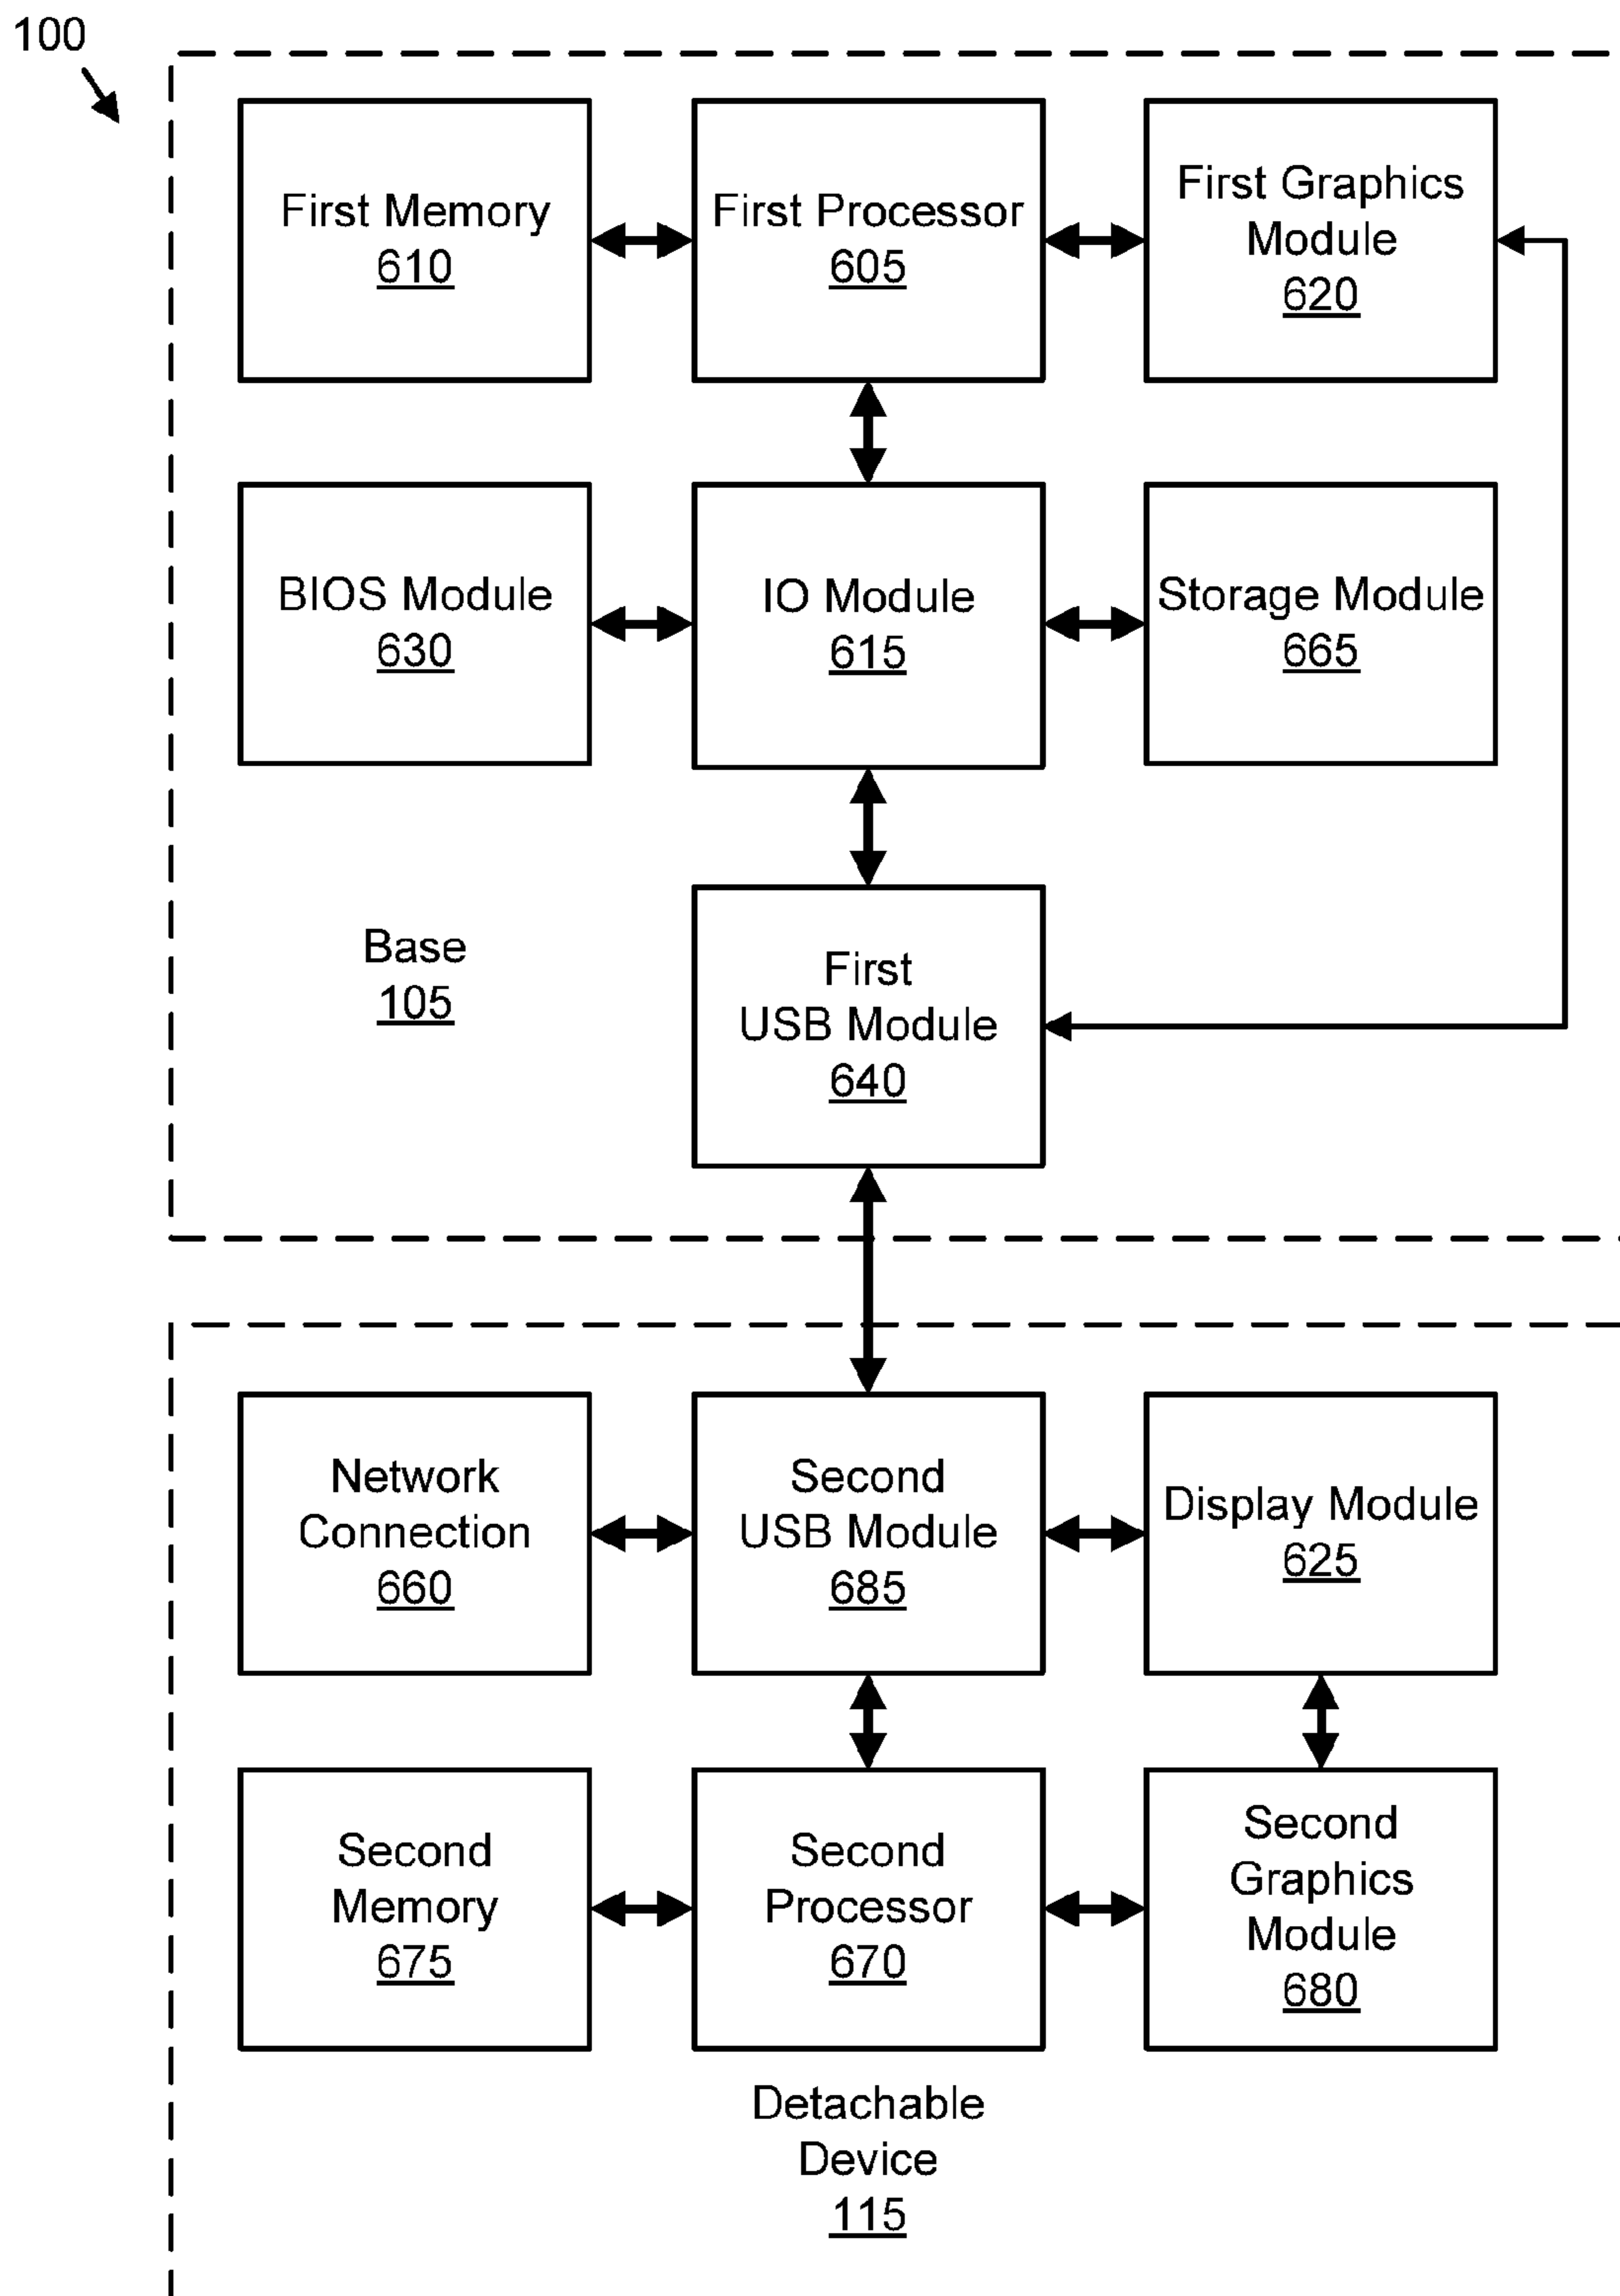 100
First Memory
610
First Processor
605
First Graphics
Module
620
BIOS Module
630
IO Module
615
Storage Module
665
Base
105
First
USB Module
640
Network
Connection
660
Second
USB Module
685
Display Module
625
Second
Memory
675
Second
Processor
670
Second
Graphics
Module
680
Detachable
Device
115